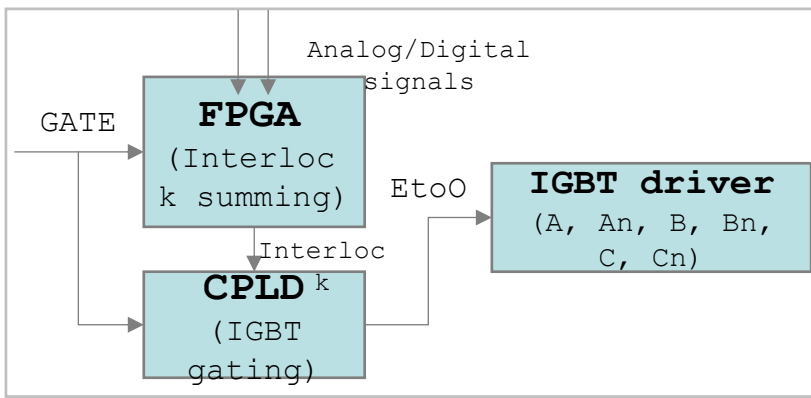 Analog/Digital
signals
GATE
FPGA
(Interloc
k summing)
EtoO
IGBT driver
(A, An, B, Bn,
C, Cn)
Interloc
k
CPLD
(IGBT
gating)